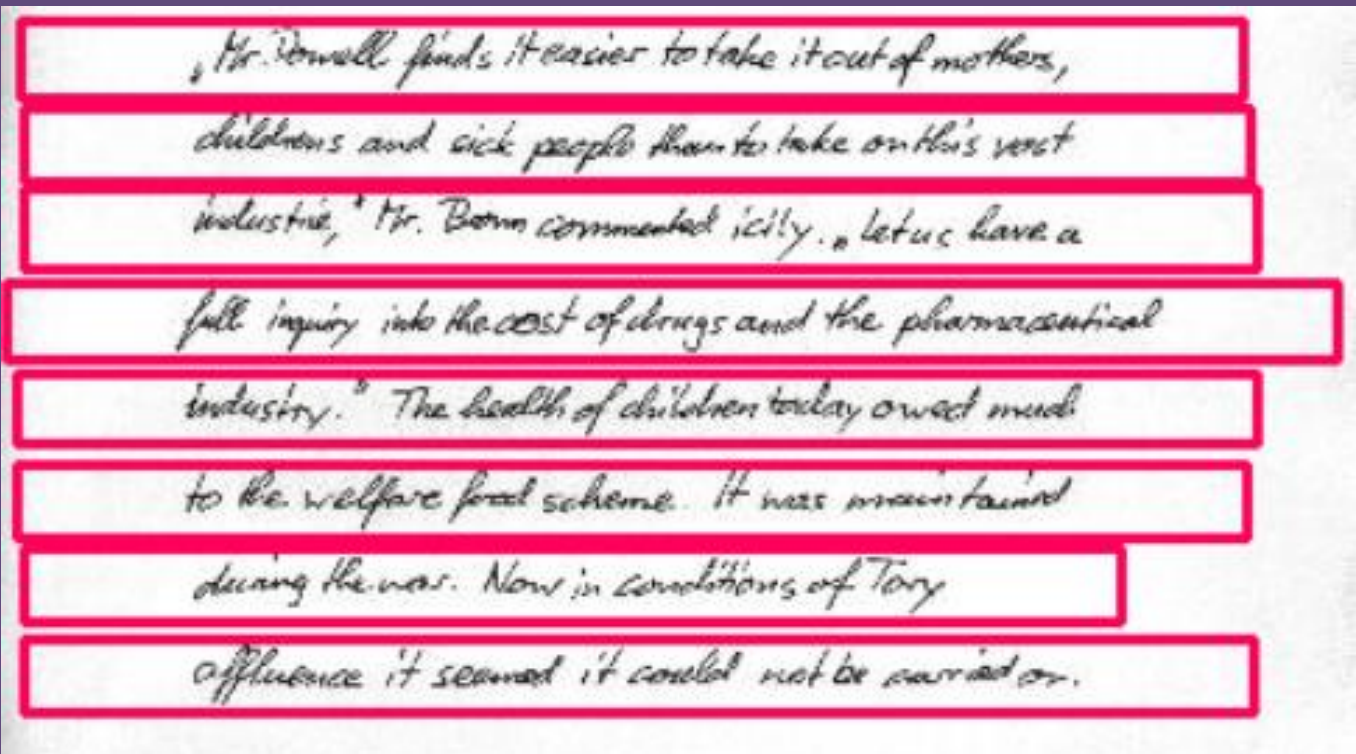 „Mr. Powell finds it easier to take it out of mothers,
childrens and sick people than to take on this vast
industrie," Mr. Bown commented icily. „Let us have a
full inquiry into the cost of drugs and the pharmaceutical
industry." The health of children today owed much
to the welfare food scheme. It was maintained
during the war. Now in conditions of Tory
affluence it seemed it could not be carried on.